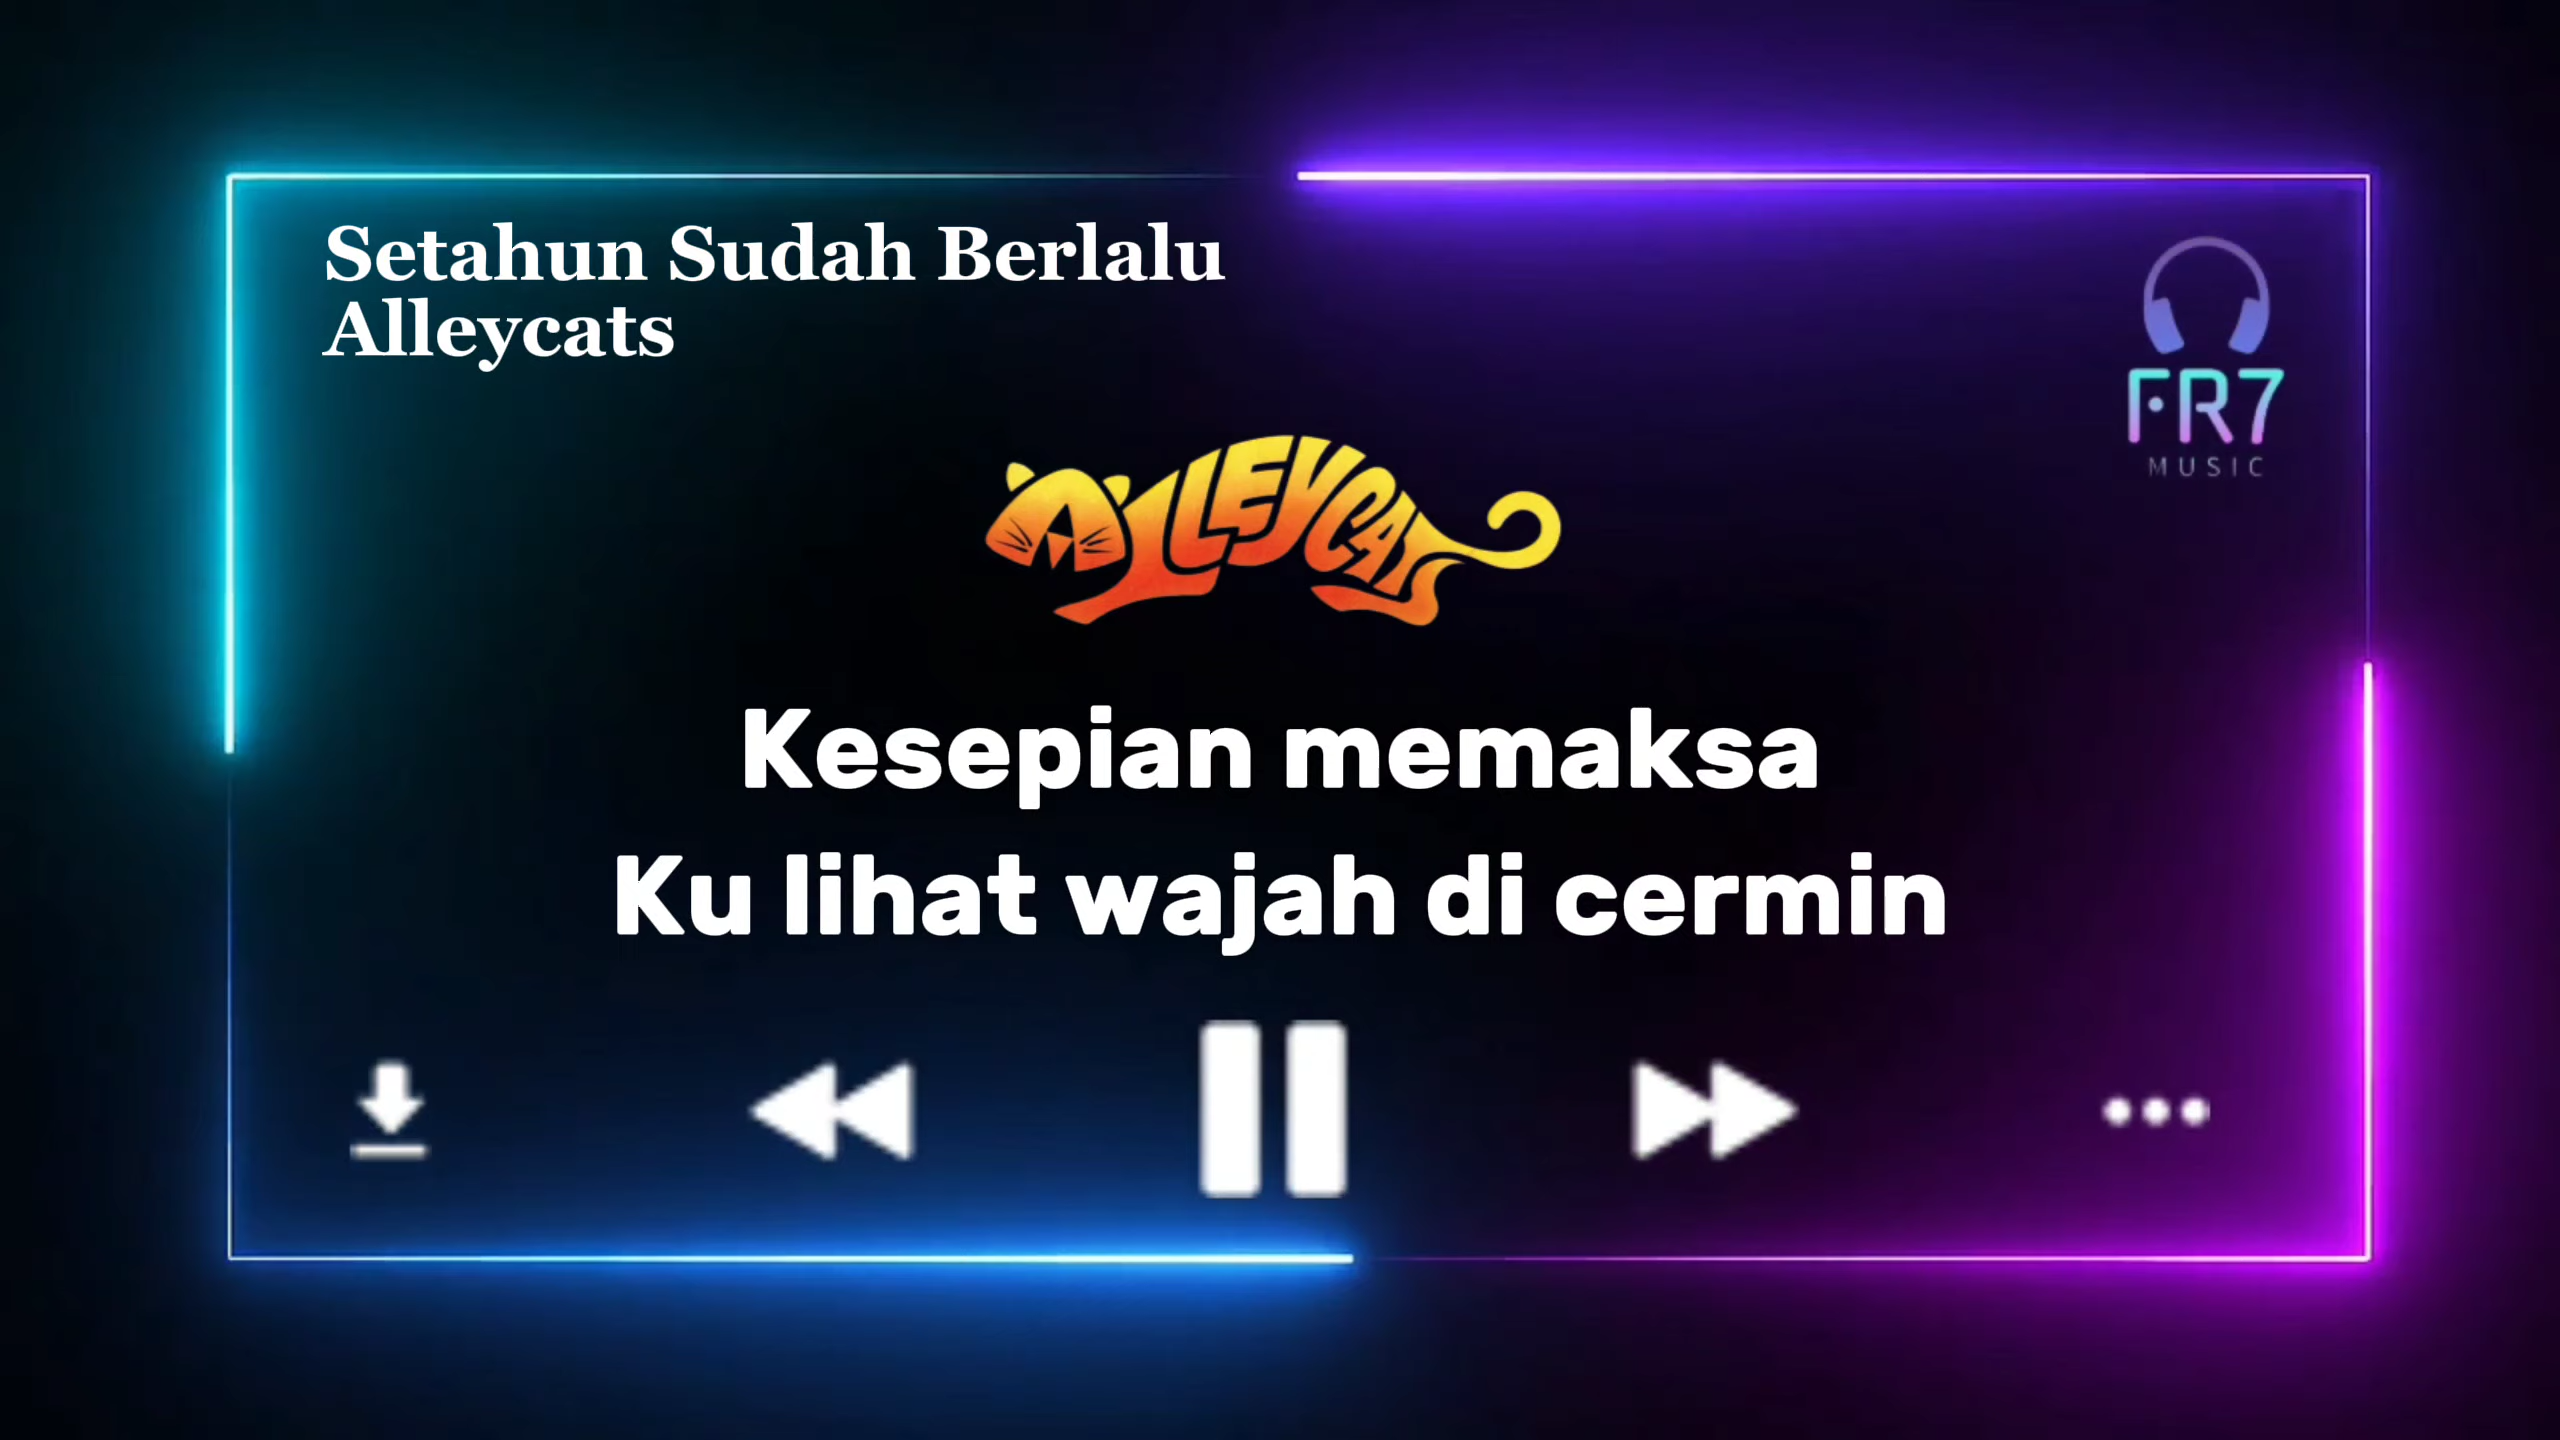 Setahun Sudah Berlalu
Alleycats
FR7
MUSIC
ALLEYCATS
Kesepian memaksa
Ku lihat wajah di cermin